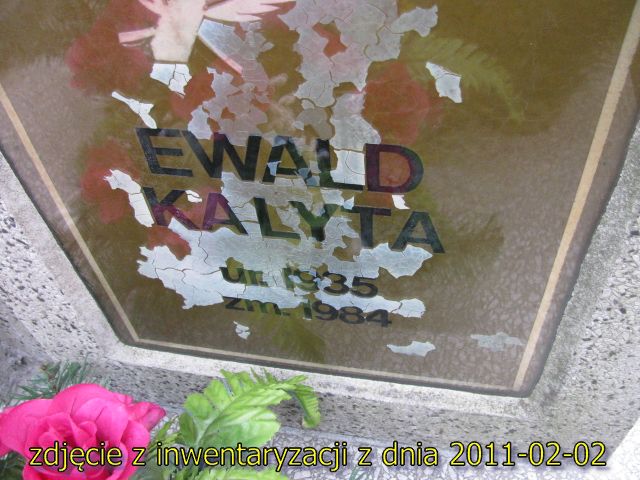 EWALD
KALYTA
ur. 1935
zm. 1984
zdjęcie z inwentaryzacji z dnia 2011-02-02